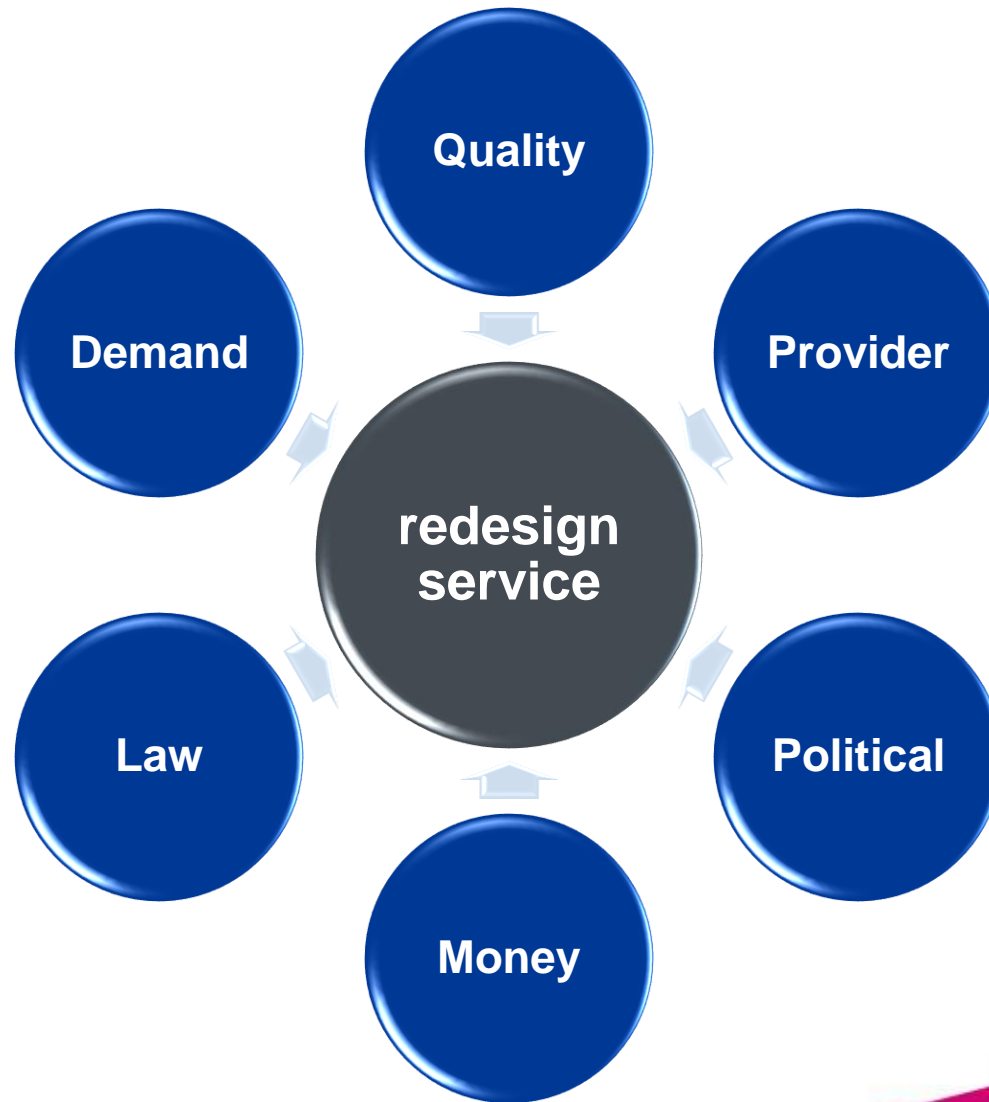 Quality
Demand
Provider
redesign
service
Law
Political
Money